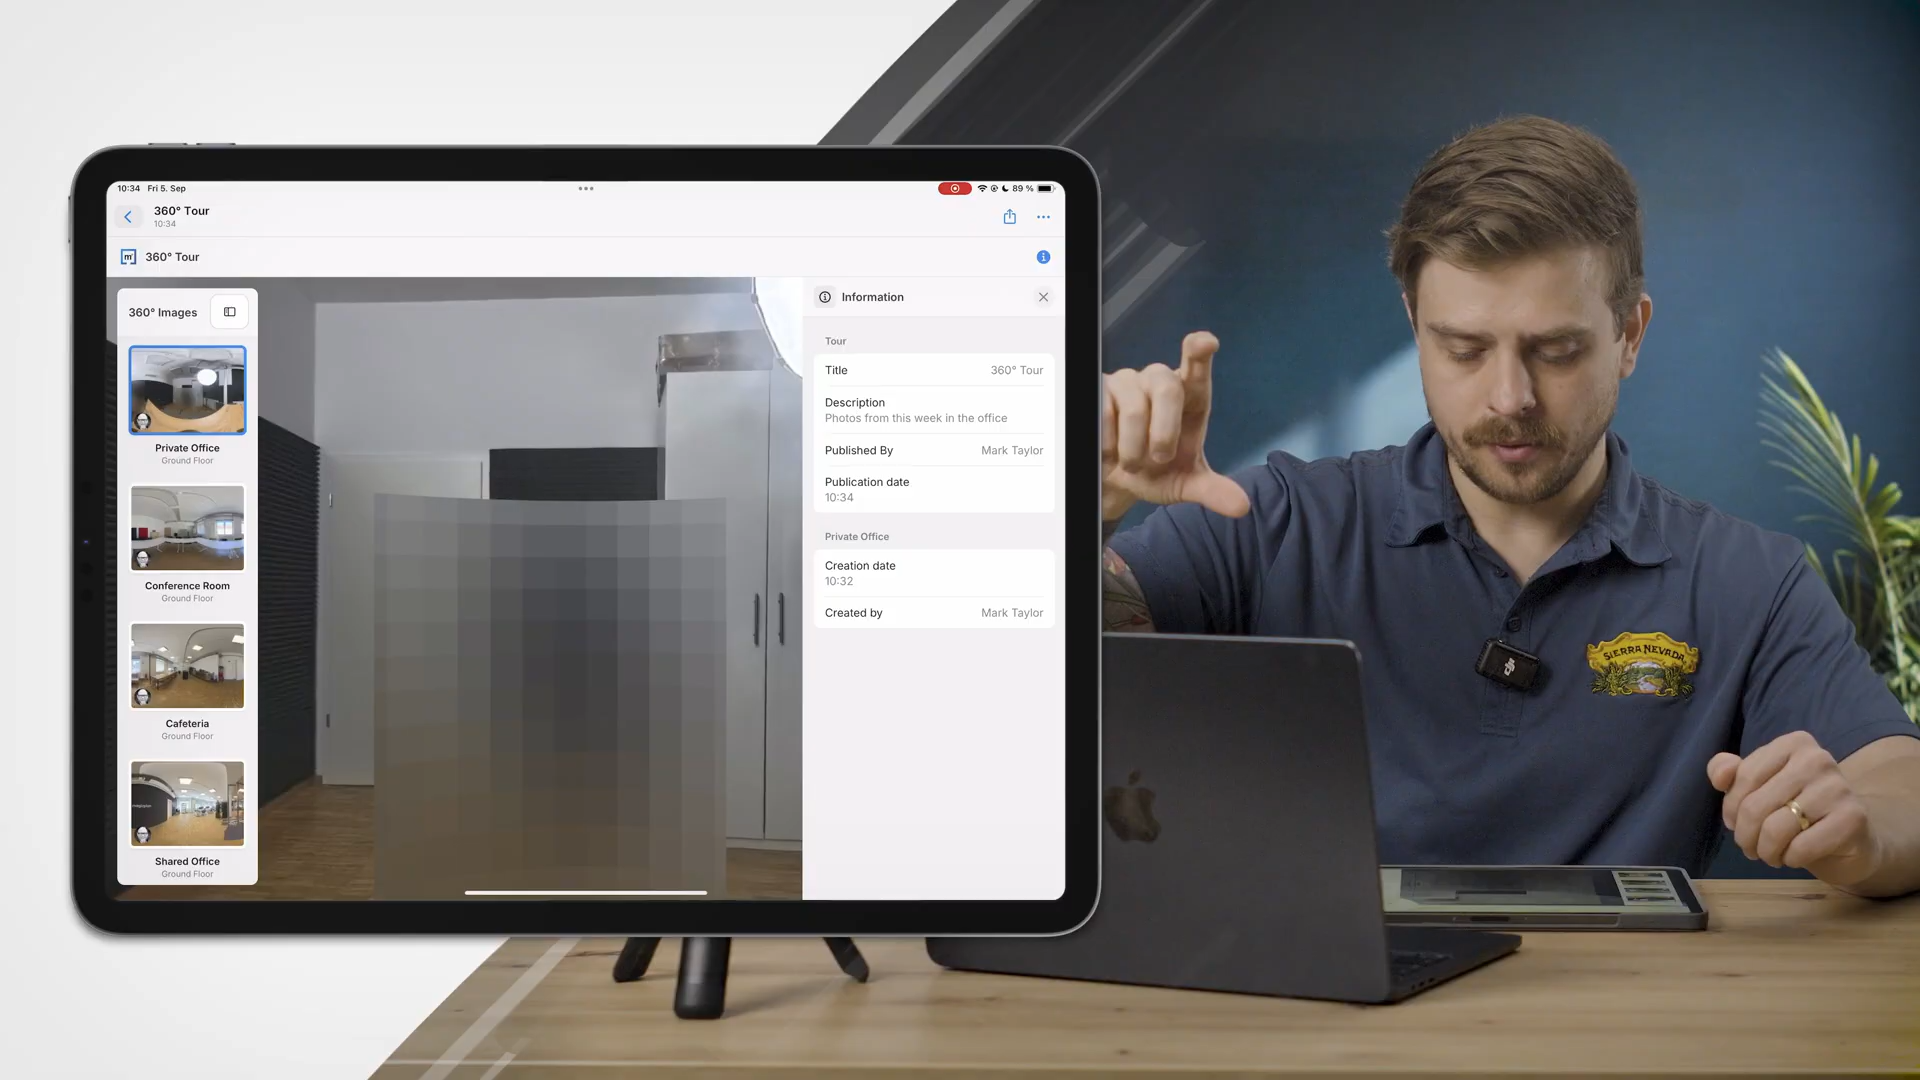 10:34 Fri 5. Sep
89 %
360° Tour
10:34
360° Tour
360° Images
Private Office
Ground Floor
Conference Room
Ground Floor
Cafeteria
Ground Floor
Shared Office
Ground Floor
Information
Tour
Title 360° Tour
Description
Photos from this week in the office
Published By Mark Taylor
Publication date
10:34
Private Office
Creation date
10:32
Created by Mark Taylor
SIERRA NEVADA